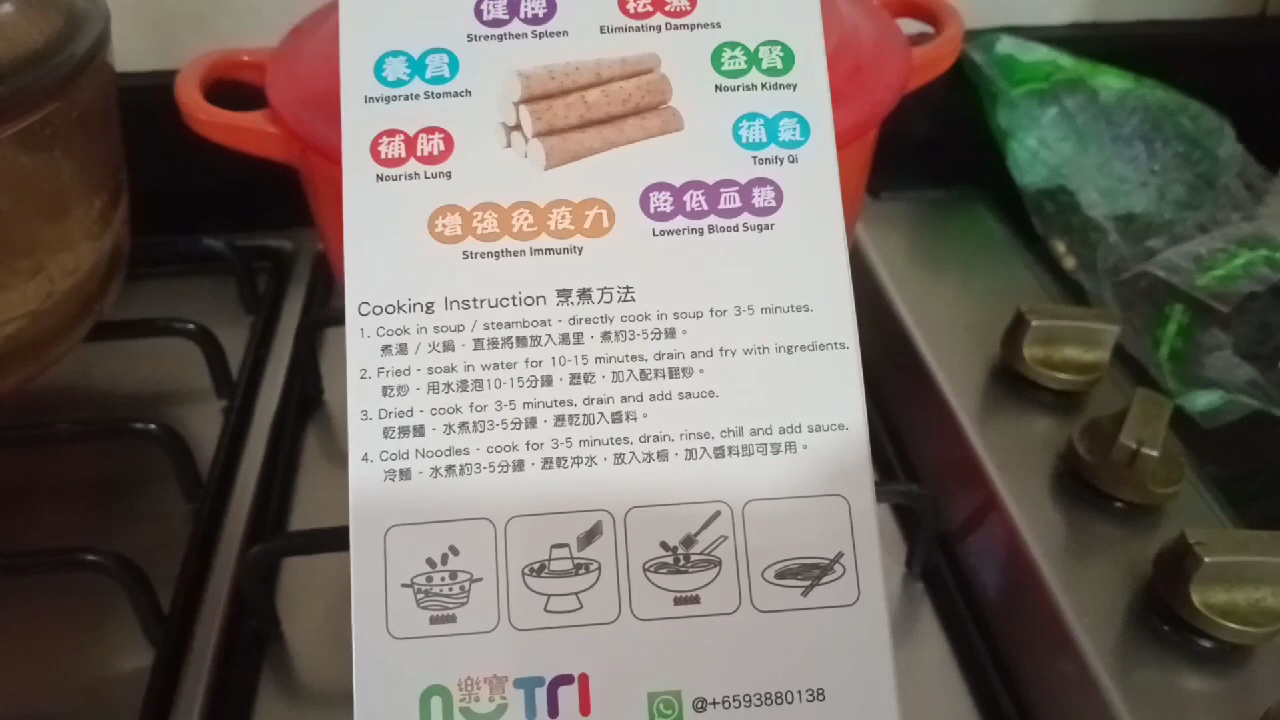 健脾
Strengthen Spleen
祛濕
Eliminating Dampness
養胃
Invigorate Stomach
益腎
Nourish Kidney
補肺
Nourish Lung
補氣
Tonify Qi
增強免疫力
Strengthen Immunity
降低血糖
Lowering Blood Sugar
Cooking Instruction 烹煮方法
1. Cook in soup / steamboat - directly cook in soup for 3-5 minutes.
煮湯 / 火鍋 - 直接將麵放入湯里，煮約3-5分鐘。
2. Fried - soak in water for 10-15 minutes, drain and fry with ingredients.
乾炒 - 用水浸泡10-15分鐘，瀝乾，加入配料翻炒。
3. Dried - cook for 3-5 minutes, drain and add sauce.
乾撈麵 - 水煮約3-5分鐘，瀝乾加入醬料。
4. Cold Noodles - cook for 3-5 minutes, drain, rinse, chill and add sauce.
冷麵 - 水煮約3-5分鐘，瀝乾冲水，放入冰櫥，加入醬料即可享用。
樂寶
nuTri
@+6593880138